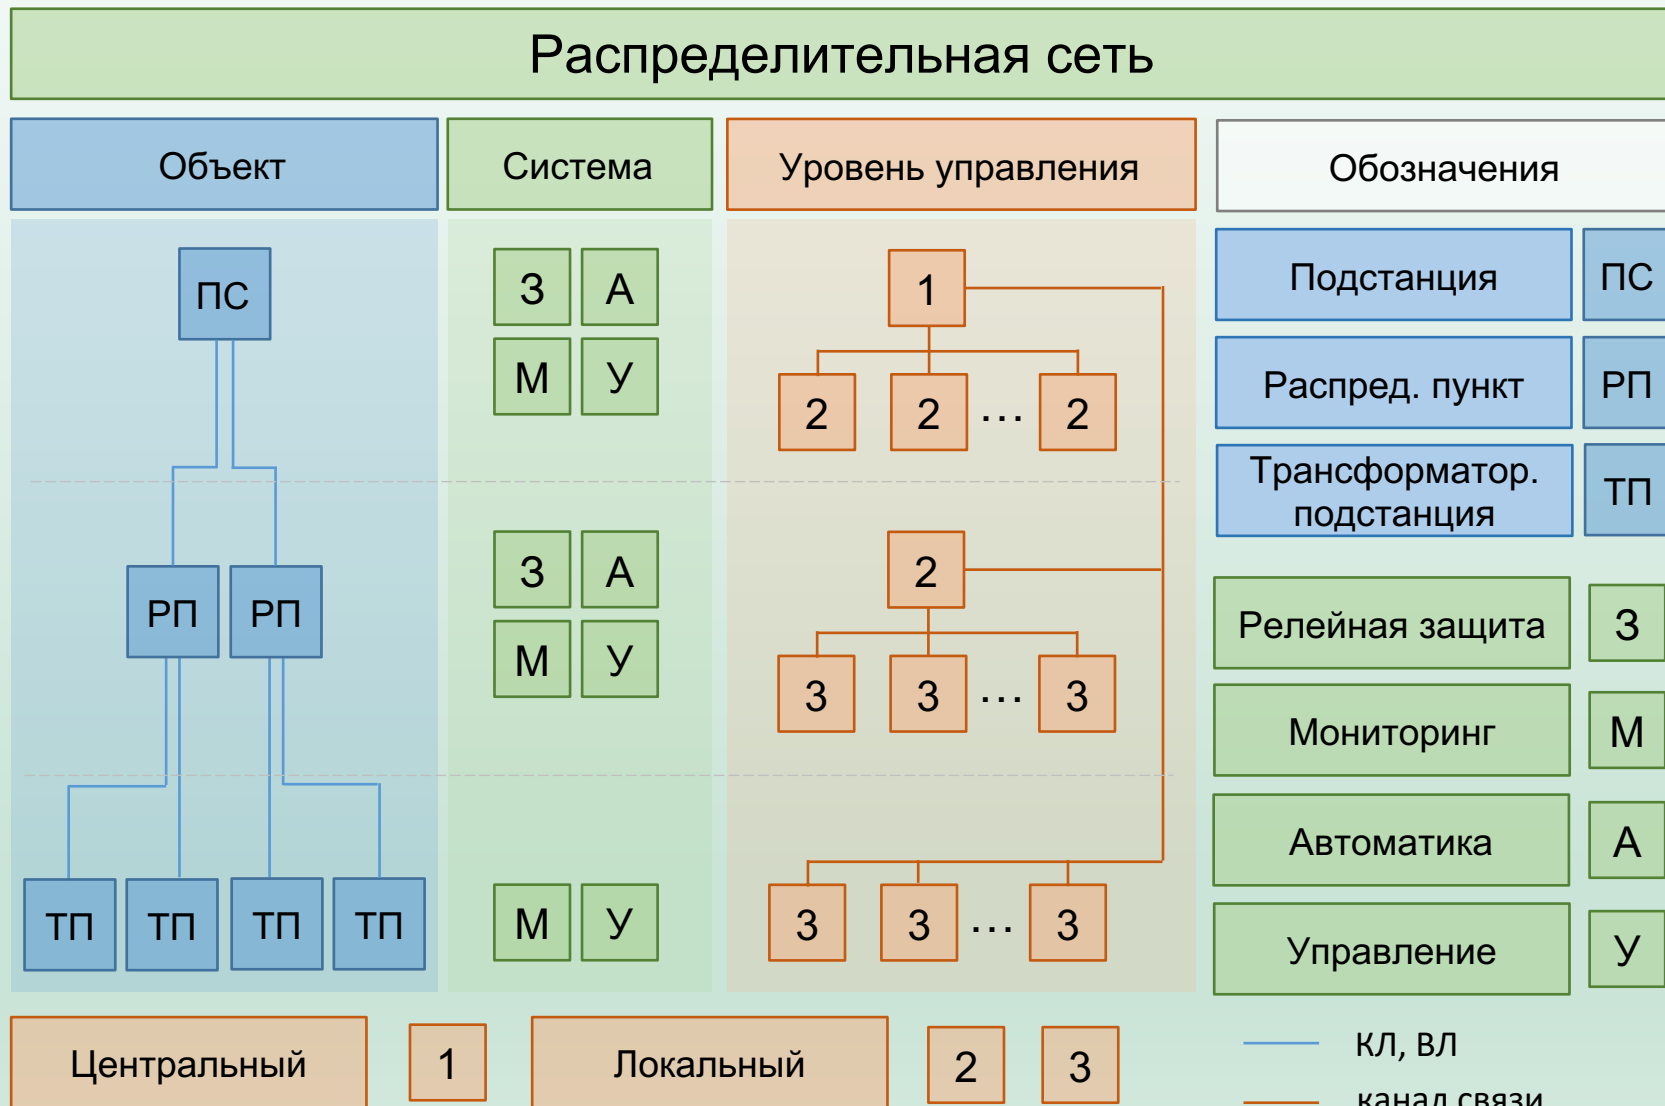 Распределительная сеть
Объект
Система
Уровень управления
Обозначения
ПС
З А
М У
1
2 2 ... 2
Подстанция ПС
Распред. пункт РП
Трансформатор.
подстанция
ТП
РП РП
З А
М У
2
3 3 ... 3
Релейная защита З
Мониторинг М
Автоматика А
Управление У
ТП ТП ТП ТП
М У
3 3 ... 3
Центральный 1
Локальный 2 3
КЛ, ВЛ
канал связи